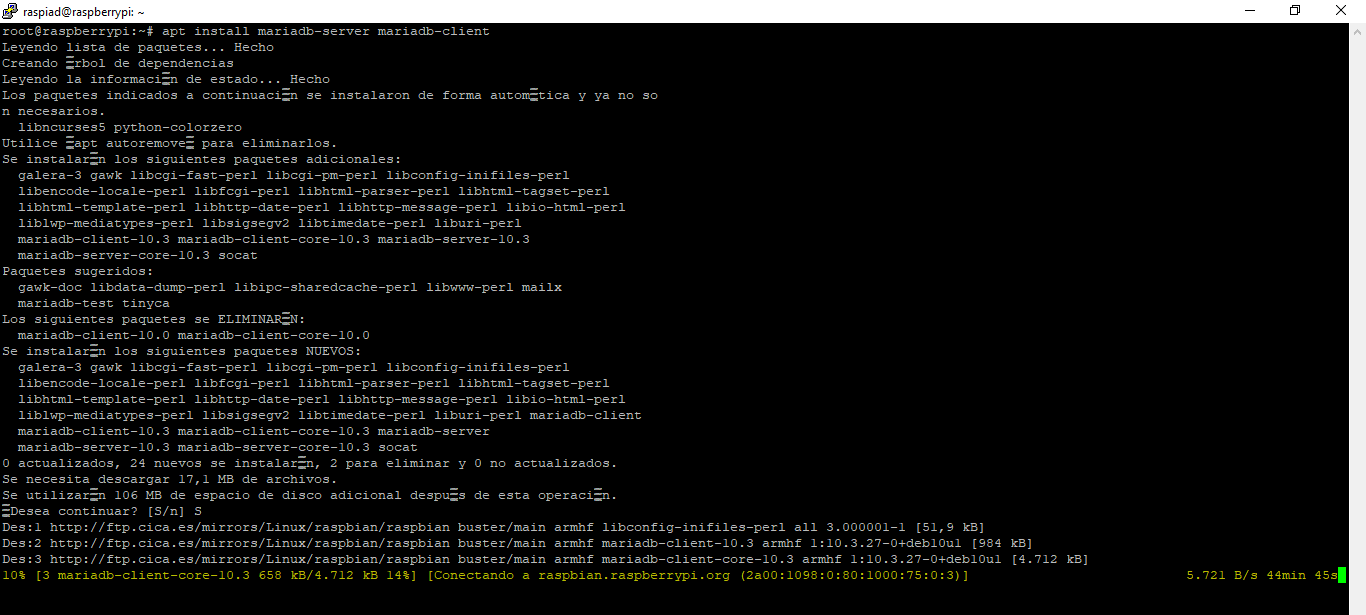 raspiad@raspberrypi: ~
root@raspberrypi:~# apt install mariadb-server mariadb-client
Leyendo lista de paquetes... Hecho
Creando �rbol de dependencias
Leyendo la informaci�n de estado... Hecho
Los paquetes indicados a continuaci�n se instalaron de forma autom�tica y ya no so
n necesarios.
libncurses5 python-colorzero
Utilice �apt autoremove� para eliminarlos.
Se instalar�n los siguientes paquetes adicionales:
galera-3 gawk libcgi-fast-perl libcgi-pm-perl libconfig-inifiles-perl
libencode-locale-perl libfcgi-perl libhtml-parser-perl libhtml-tagset-perl
libhtml-template-perl libhttp-date-perl libhttp-message-perl libio-html-perl
liblwp-mediatypes-perl libsigsegv2 libtimedate-perl liburi-perl
mariadb-client-10.3 mariadb-client-core-10.3 mariadb-server-10.3
mariadb-server-core-10.3 socat
Paquetes sugeridos:
gawk-doc libdata-dump-perl libipc-sharedcache-perl libwww-perl mailx
mariadb-test tinyca
Los siguientes paquetes se ELIMINAR�N:
mariadb-client-10.0 mariadb-client-core-10.0
Se instalar�n los siguientes paquetes NUEVOS:
galera-3 gawk libcgi-fast-perl libcgi-pm-perl libconfig-inifiles-perl
libencode-locale-perl libfcgi-perl libhtml-parser-perl libhtml-tagset-perl
libhtml-template-perl libhttp-date-perl libhttp-message-perl libio-html-perl
liblwp-mediatypes-perl libsigsegv2 libtimedate-perl liburi-perl mariadb-client
mariadb-client-10.3 mariadb-client-core-10.3 mariadb-server
mariadb-server-10.3 mariadb-server-core-10.3 socat
0 actualizados, 24 nuevos se instalar�n, 2 para eliminar y 0 no actualizados.
Se necesita descargar 17,1 MB de archivos.
Se utilizar�n 106 MB de espacio de disco adicional despu�s de esta operaci�n.
�Desea continuar? [S/n] S
Des:1 http://ftp.cica.es/mirrors/Linux/raspbian/raspbian buster/main armhf libconfig-inifiles-perl all 3.000001-1 [51,9 kB]
Des:2 http://ftp.cica.es/mirrors/Linux/raspbian/raspbian buster/main armhf mariadb-client-10.3 armhf 1:10.3.27-0+deb10u1 [984 kB]
Des:3 http://ftp.cica.es/mirrors/Linux/raspbian/raspbian buster/main armhf mariadb-client-core-10.3 armhf 1:10.3.27-0+deb10u1 [4.712 kB]
10% [3 mariadb-client-core-10.3 658 kB/4.712 kB 14%] [Conectando a raspbian.raspberrypi.org (2a00:1098:0:80:1000:75:0:3)] 5.721 B/s 44min 45s